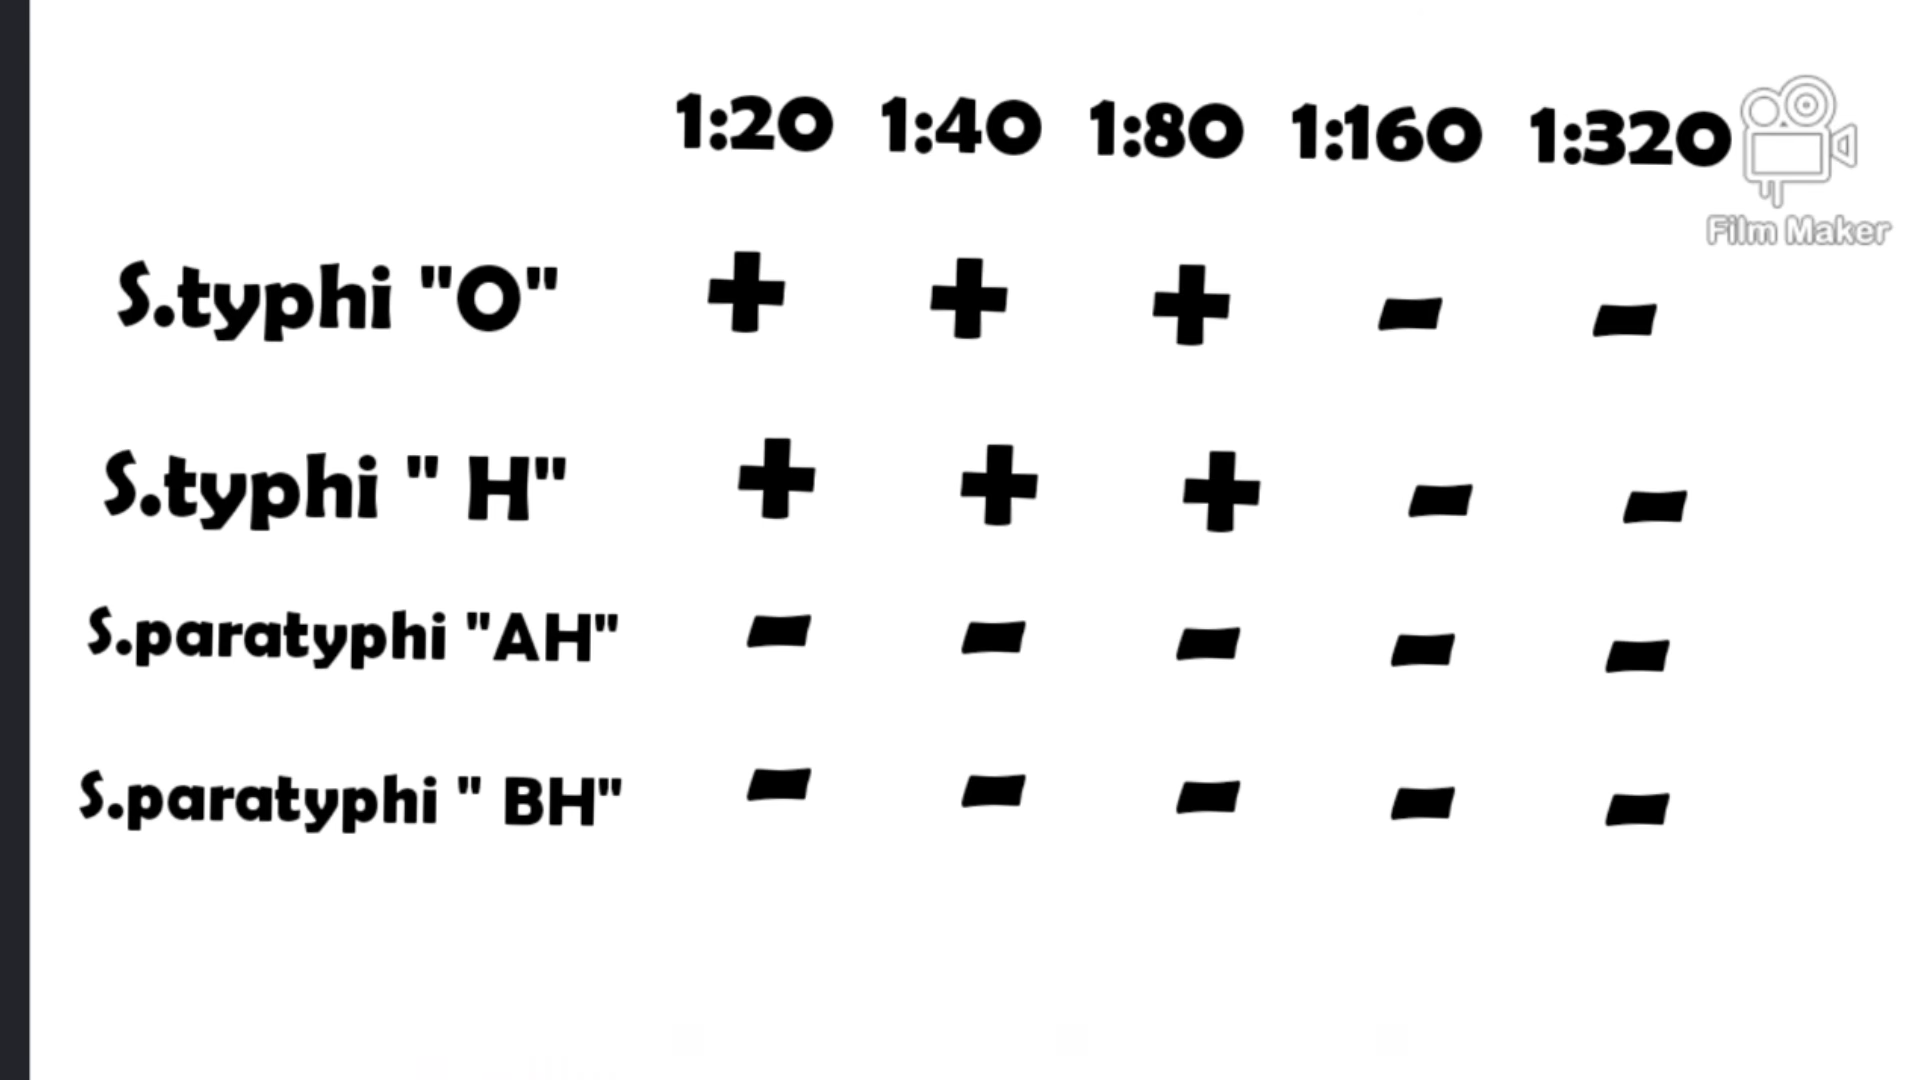 1:20 1:40 1:80 1:160 1:320
Film Maker
S.typhi "O" + + + - -
S.typhi " H" + + + - -
S.paratyphi "AH" - - - - -
S.paratyphi " BH" - - - - -